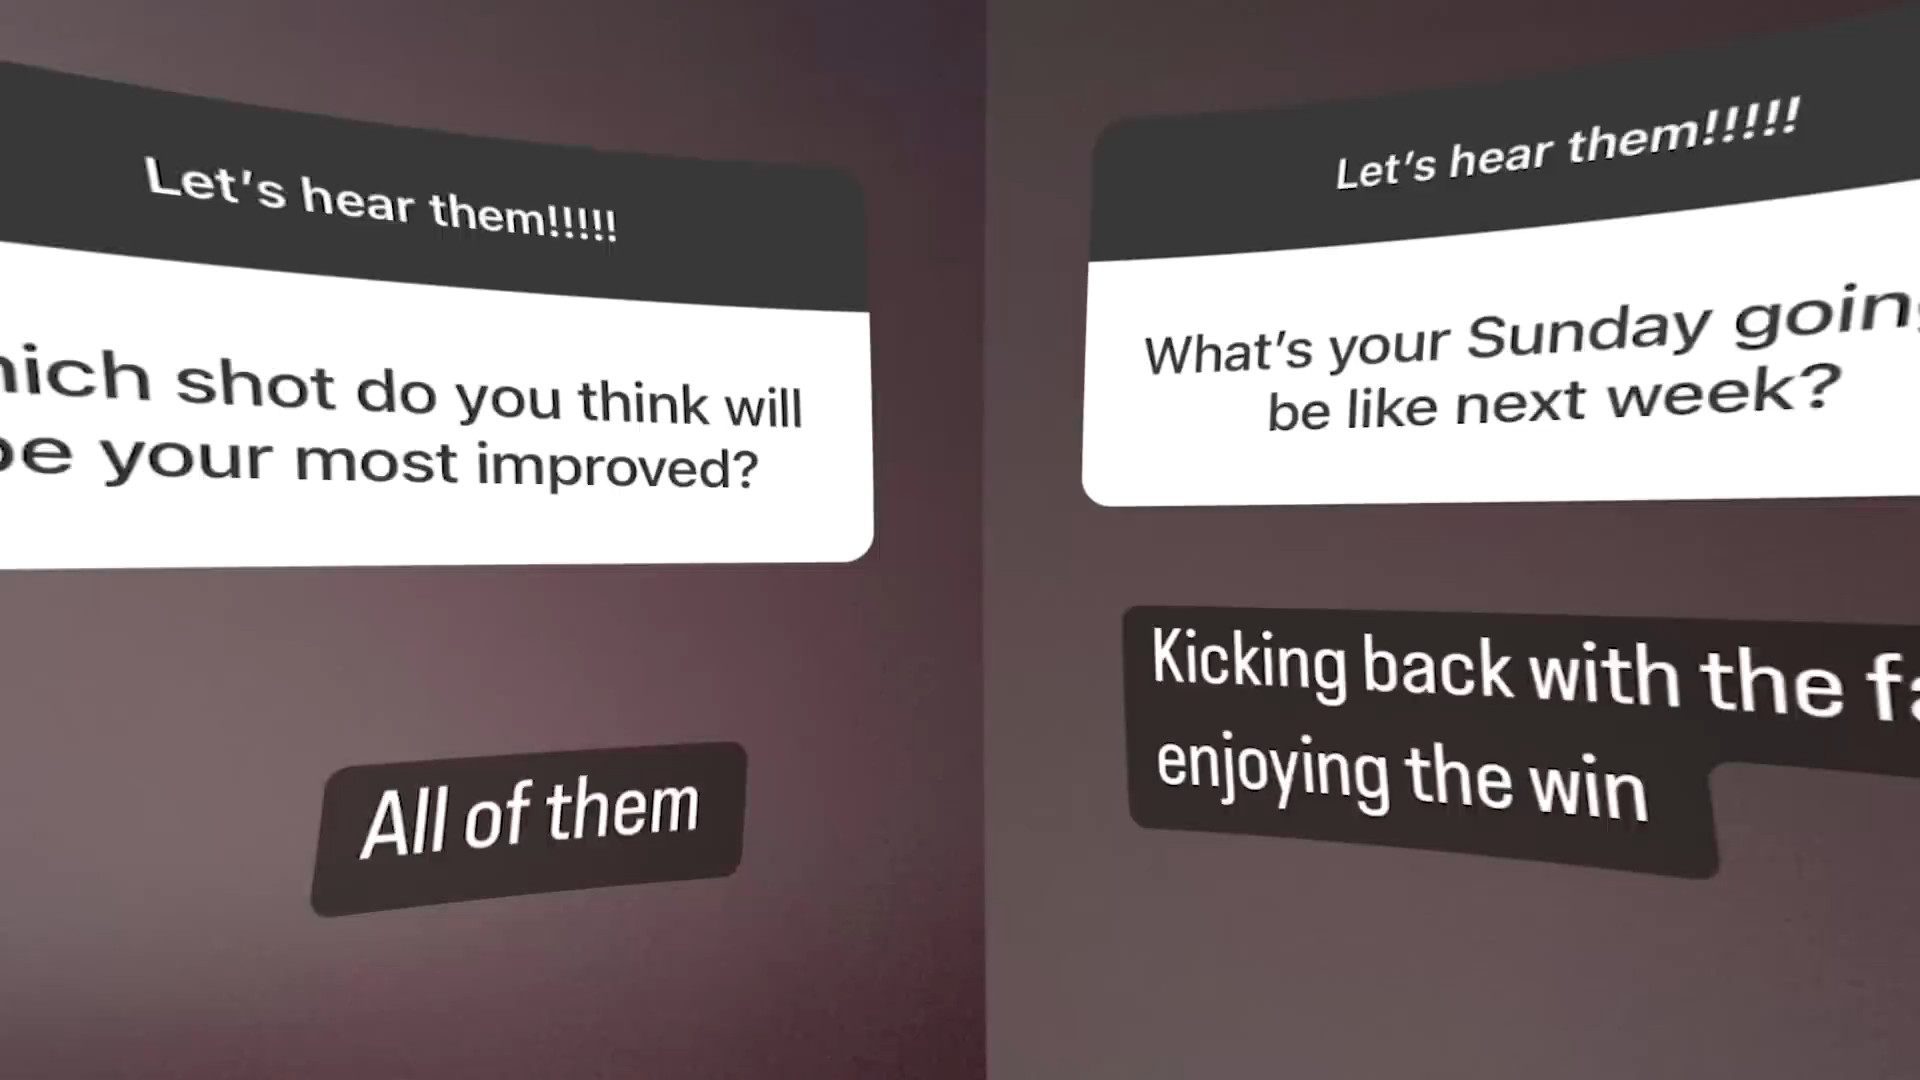 Let's hear them!!!!!
shot do you think will
your most improved?
All of them
Let's hear them!!!!!
What's your Sunday
be like next week?
Kicking back with the
enjoying the win